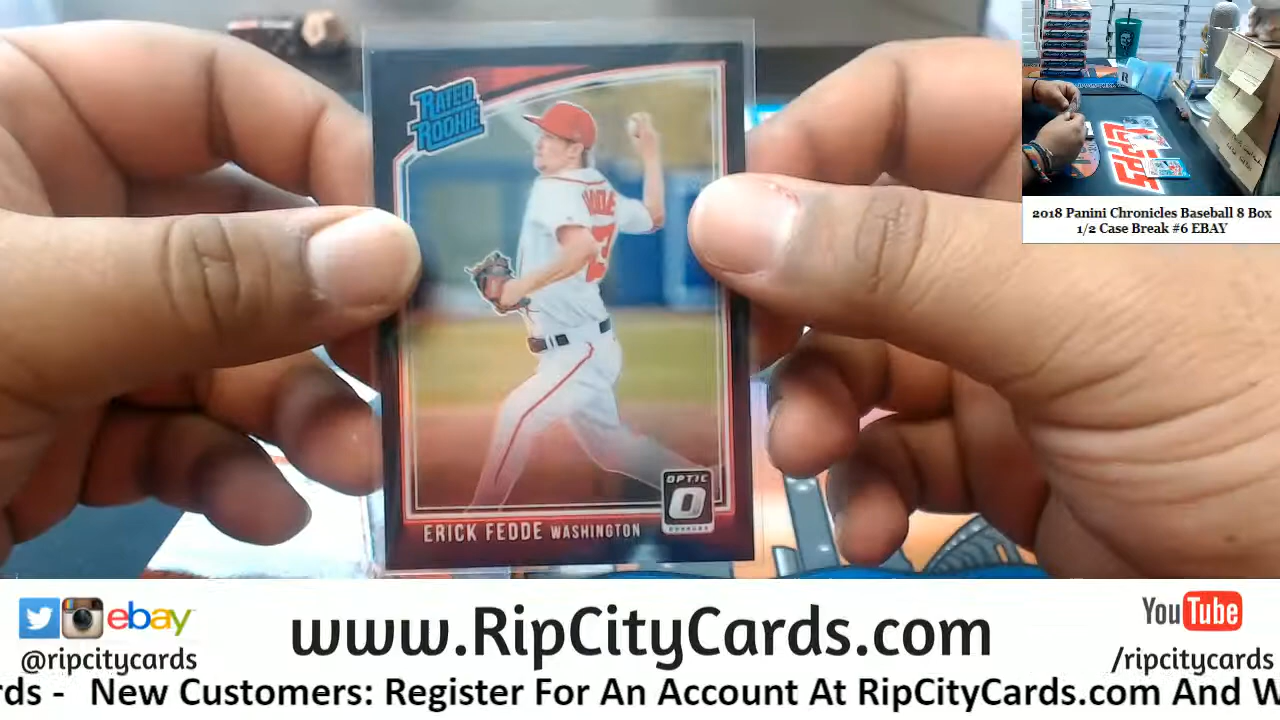 RATED
ROOKIE
ERICK FEDDE WASHINGTON
OPTIC
2018 Panini Chronicles Baseball 8 Box
1/2 Case Break #6 EBAY
ebay
@ripcitycards
www.RipCityCards.com
YouTube
/ripcitycards
rds - New Customers: Register For An Account At RipCityCards.com And W